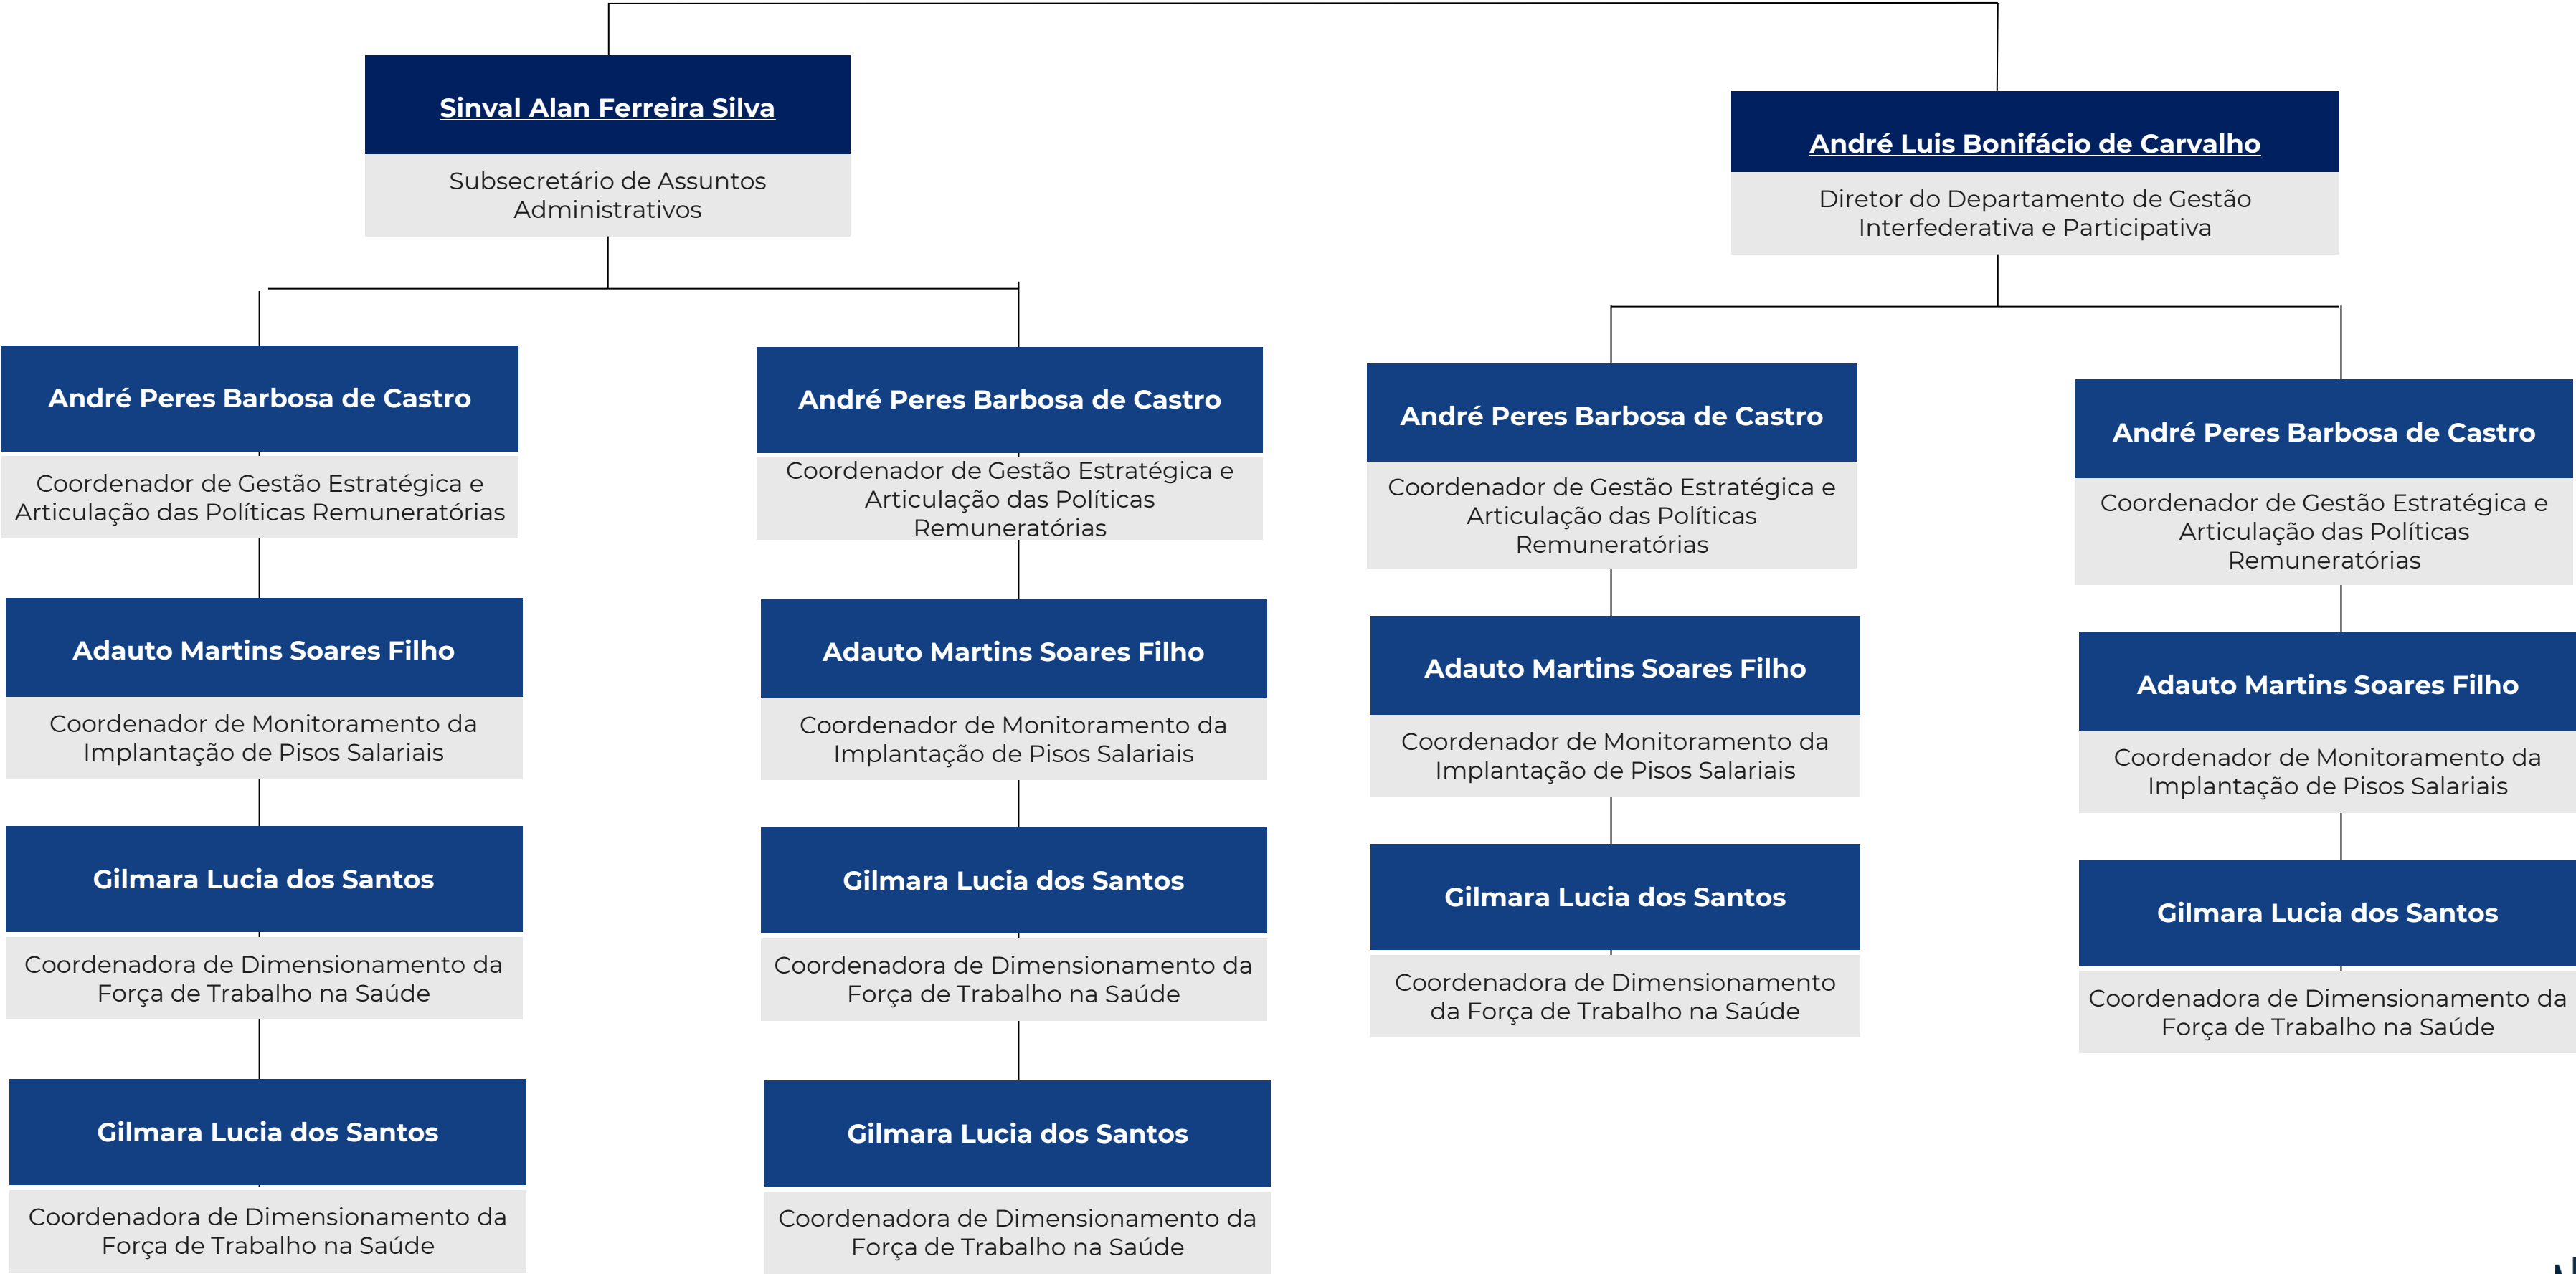 Sinval Alan Ferreira Silva
Subsecretário de Assuntos
Administrativos
André Luis Bonifácio de Carvalho
Diretor do Departamento de Gestão
Interfederativa e Participativa
André Peres Barbosa de Castro
Coordenador de Gestão Estratégica e
Articulação das Políticas Remuneratórias
Adauto Martins Soares Filho
Coordenador de Monitoramento da
Implantação de Pisos Salariais
Gilmara Lucia dos Santos
Coordenadora de Dimensionamento da
Força de Trabalho na Saúde
Gilmara Lucia dos Santos
Coordenadora de Dimensionamento da
Força de Trabalho na Saúde
André Peres Barbosa de Castro
Coordenador de Gestão Estratégica e
Articulação das Políticas
Remuneratórias
Adauto Martins Soares Filho
Coordenador de Monitoramento da
Implantação de Pisos Salariais
Gilmara Lucia dos Santos
Coordenadora de Dimensionamento da
Força de Trabalho na Saúde
Gilmara Lucia dos Santos
Coordenadora de Dimensionamento da
Força de Trabalho na Saúde
André Peres Barbosa de Castro
Coordenador de Gestão Estratégica e
Articulação das Políticas
Remuneratórias
Adauto Martins Soares Filho
Coordenador de Monitoramento da
Implantação de Pisos Salariais
Gilmara Lucia dos Santos
Coordenadora de Dimensionamento
da Força de Trabalho na Saúde
André Peres Barbosa de Castro
Coordenador de Gestão Estratégica e
Articulação das Políticas
Remuneratórias
Adauto Martins Soares Filho
Coordenador de Monitoramento da
Implantação de Pisos Salariais
Gilmara Lucia dos Santos
Coordenadora de Dimensionamento da
Força de Trabalho na Saúde